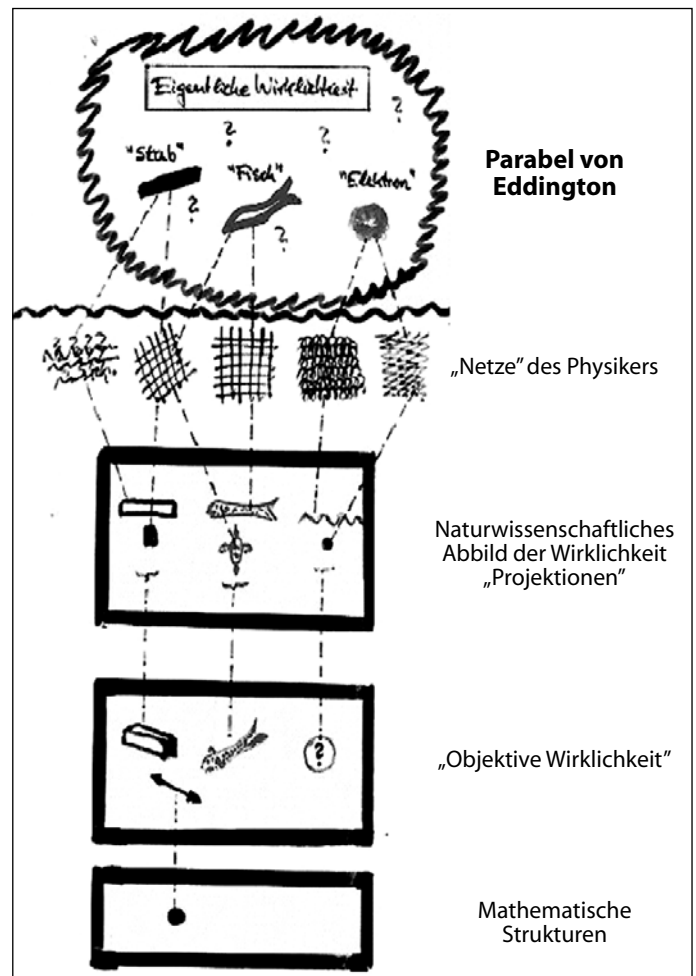 Eigentliche Wirklichkeit
?
?
?
"Stab"
"Fisch"
"Elektron"
?
?
Parabel von
Eddington
„Netze” des Physikers
Naturwissenschaftliches
Abbild der Wirklichkeit
„Projektionen”
?
„Objektive Wirklichkeit”
Mathematische
Strukturen